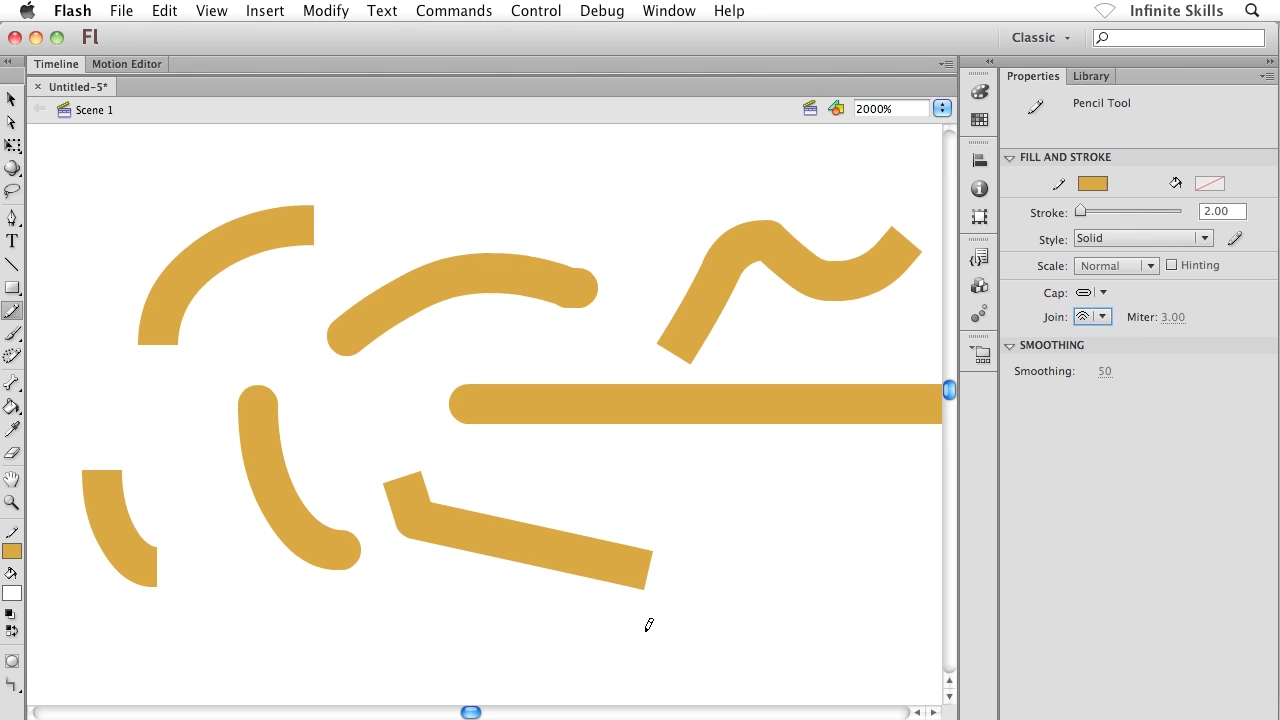 Flash File Edit View Insert Modify Text Commands Control Debug Window Help Infinite Skills
Fl Classic
Timeline Motion Editor
Untitled-5*
Scene 1 2000%
Properties Library
Pencil Tool
FILL AND STROKE
Stroke: 2.00
Style: Solid
Scale: Normal Hinting
Cap:
Join: Miter: 3.00
SMOOTHING
Smoothing: 50
T